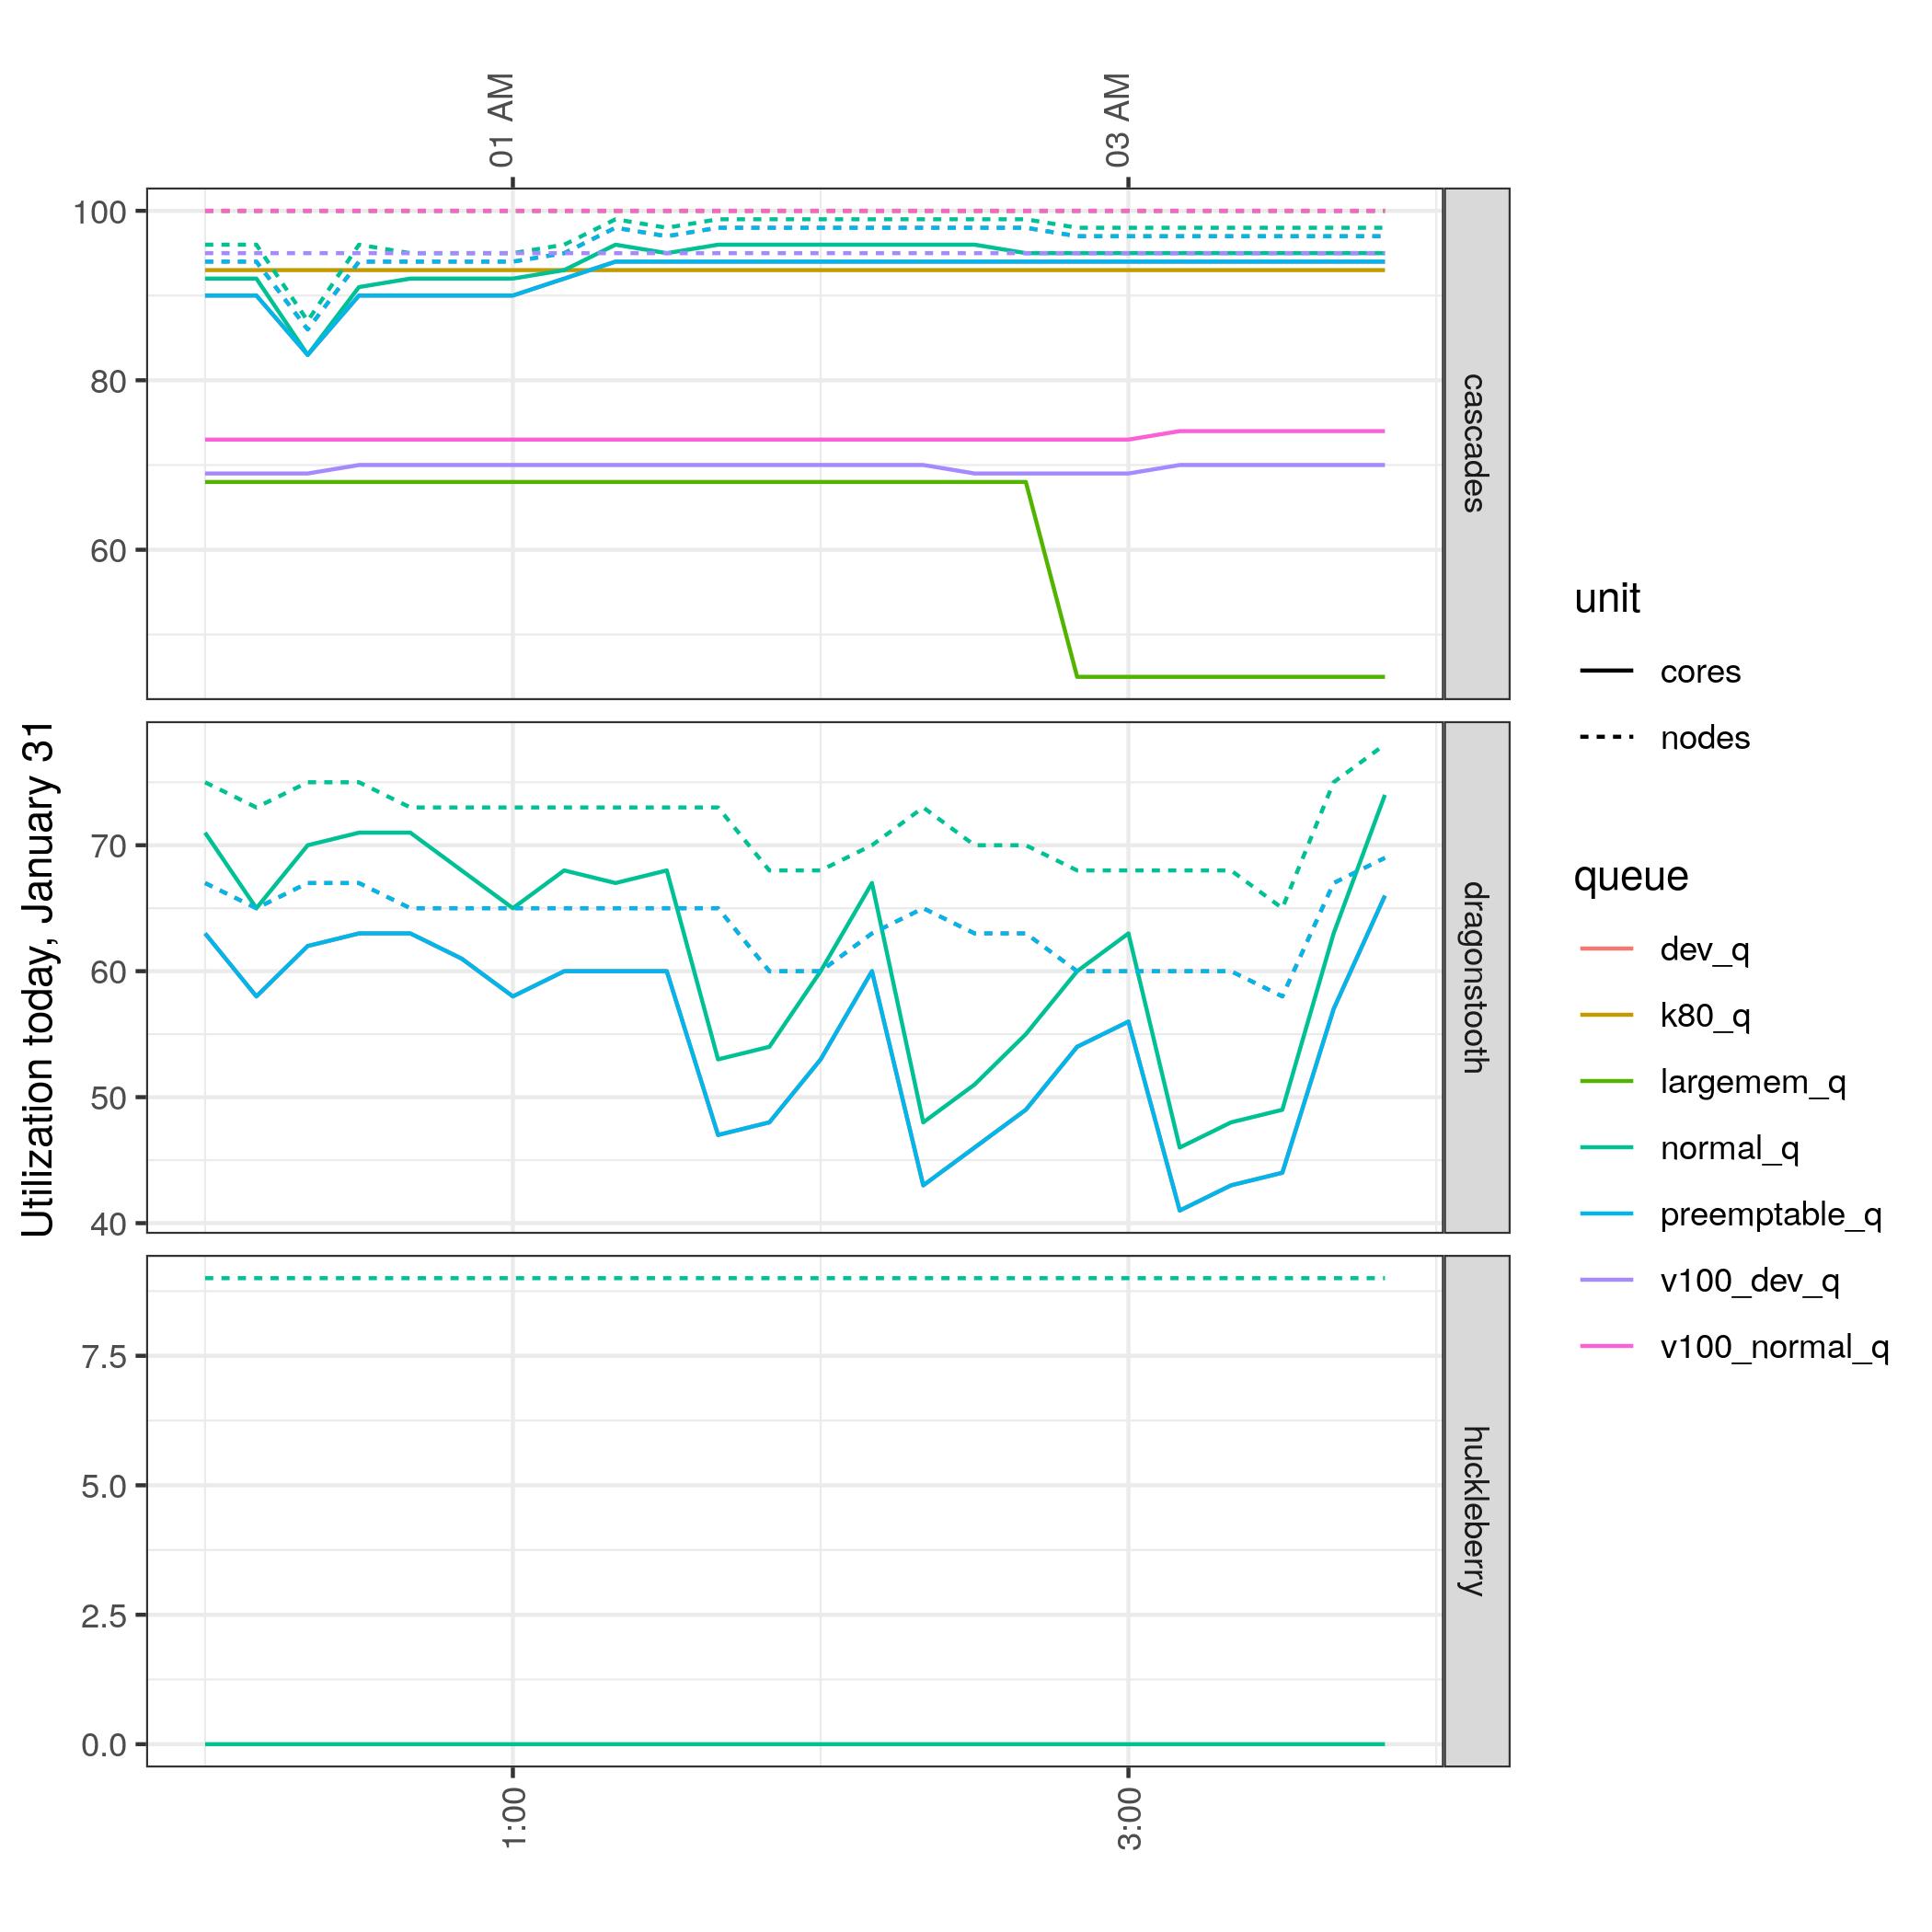 01 AM
03 AM
Utilization today, January 31
100
80
60
cascades
70
60
50
40
dragonstooth
7.5
5.0
2.5
0.0
huckleberry
1:00
3:00
unit
cores
nodes
queue
dev_q
k80_q
largemem_q
normal_q
preemptable_q
v100_dev_q
v100_normal_q